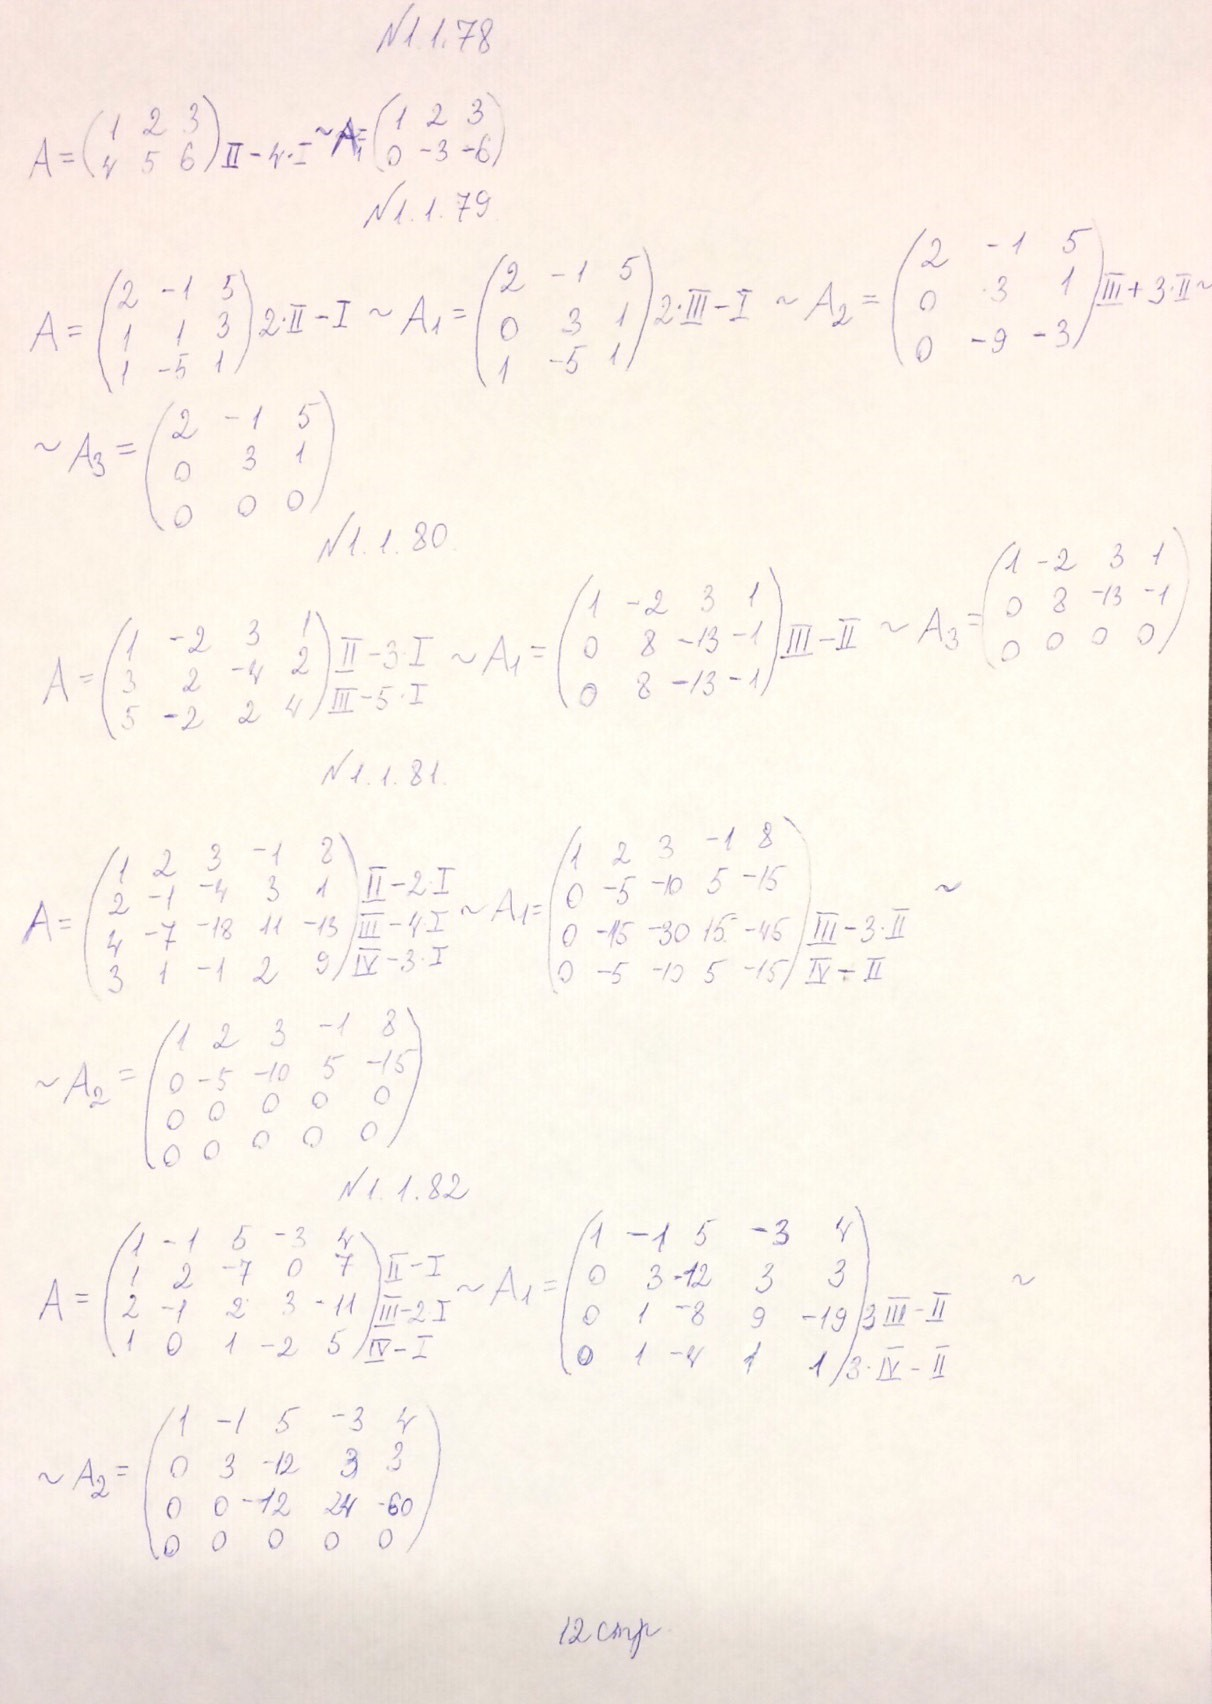 №1.1.78
A = (1 2 3
4 5 6) II - 4·I ~ A₁ = (1 2 3
0 -3 -6)
№1.1.79
A = (2 -1 5
1 1 3
1 -5 1) 2·II - I ~ A₁ = (2 -1 5
0 3 1
1 -5 1) 2·III - I ~ A₂ = (2 -1 5
0 3 1
0 -9 -3) III + 3·II ~
~ A₃ = (2 -1 5
0 3 1
0 0 0)
№1.1.80.
A = (1 -2 3 1
3 2 -4 2
5 -2 2 4) II - 3·I
III - 5·I ~ A₁ = (1 -2 3 1
0 8 -13 -1
0 8 -13 -1) III - II ~ A₃ = (1 -2 3 1
0 8 -13 -1
0 0 0 0)
№1.1.81.
A = (1 2 3 -1 8
2 -1 -4 3 1
4 -7 -18 11 -13
3 1 -1 2 9) II - 2·I
III - 4·I
IV - 3·I ~ A₁ = (1 2 3 -1 8
0 -5 -10 5 -15
0 -15 -30 15 -45
0 -5 -10 5 -15) III - 3·II
IV - II ~
~ A₂ = (1 2 3 -1 8
0 -5 -10 5 -15
0 0 0 0 0
0 0 0 0 0)
№1.1.82
A = (1 -1 5 -3 4
1 2 -7 0 7
2 -1 2 3 -11
1 0 1 -2 5) II - I
III - 2·I
IV - I ~ A₁ = (1 -1 5 -3 4
0 3 -12 3 3
0 1 -8 9 -19
0 1 -4 1 1) 3 III - II
3·IV - II ~
~ A₂ = (1 -1 5 -3 4
0 3 -12 3 3
0 0 -12 24 -60
0 0 0 0 0)
12 стр